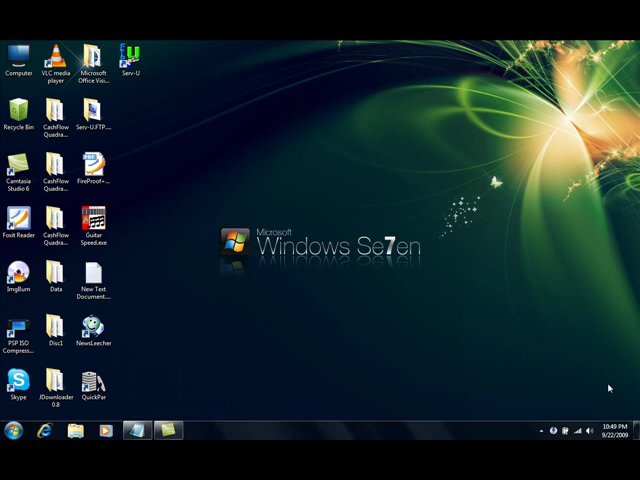 Computer
VLC media
player
Microsoft
Office Visi...
Serv-U
Recycle Bin
CashFlow
Quadra...
Serv-U.FTP....
Camtasia
Studio 6
CashFlow
Quadra...
FireProof+...
Foxit Reader
CashFlow
Quadra...
Guitar
Speed.exe
ImgBurn
Data
New Text
Document....
PSP ISO
Compress...
Disc1
NewsLeecher
Skype
JDownloader
0.8
QuickPar
Microsoft
Windows Se7en
10:49 PM
9/22/2009